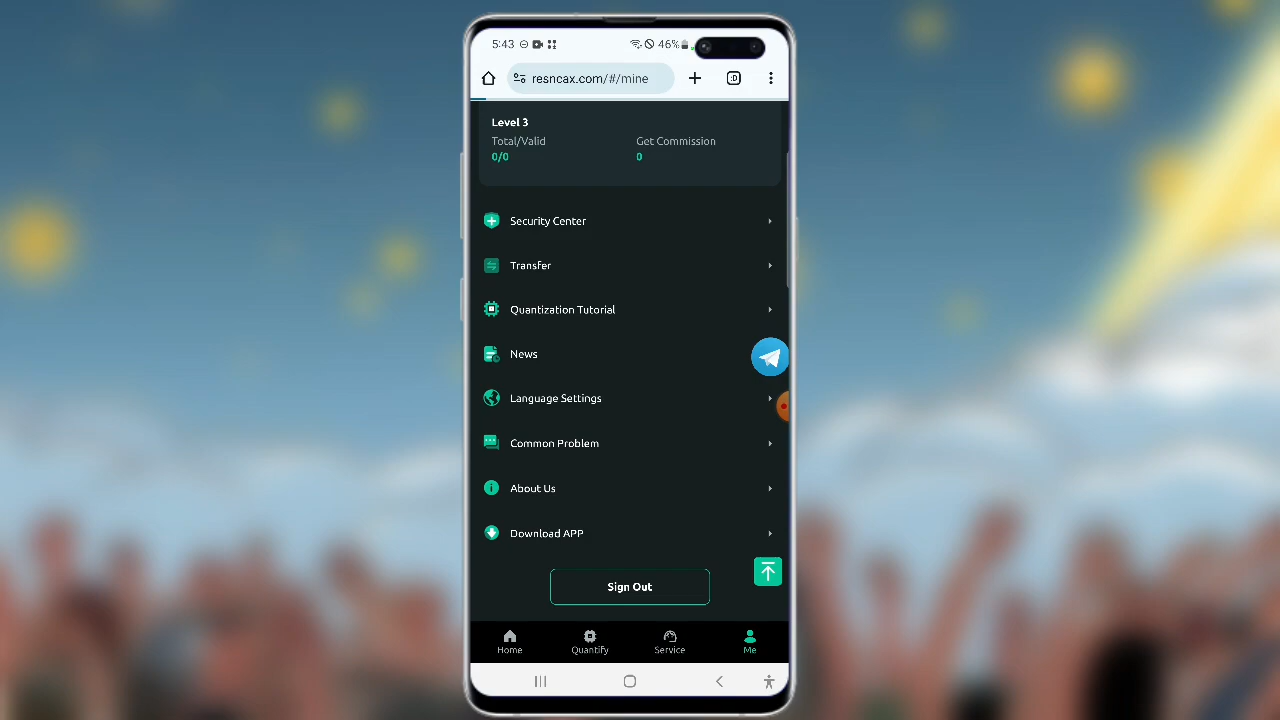 5:43
46%
resncax.com/#/mine
:D
Level 3
Total/Valid Get Commission
0/0 0
Security Center
Transfer
Quantization Tutorial
News
Language Settings
Common Problem
About Us
Download APP
Sign Out
Home Quantify Service Me